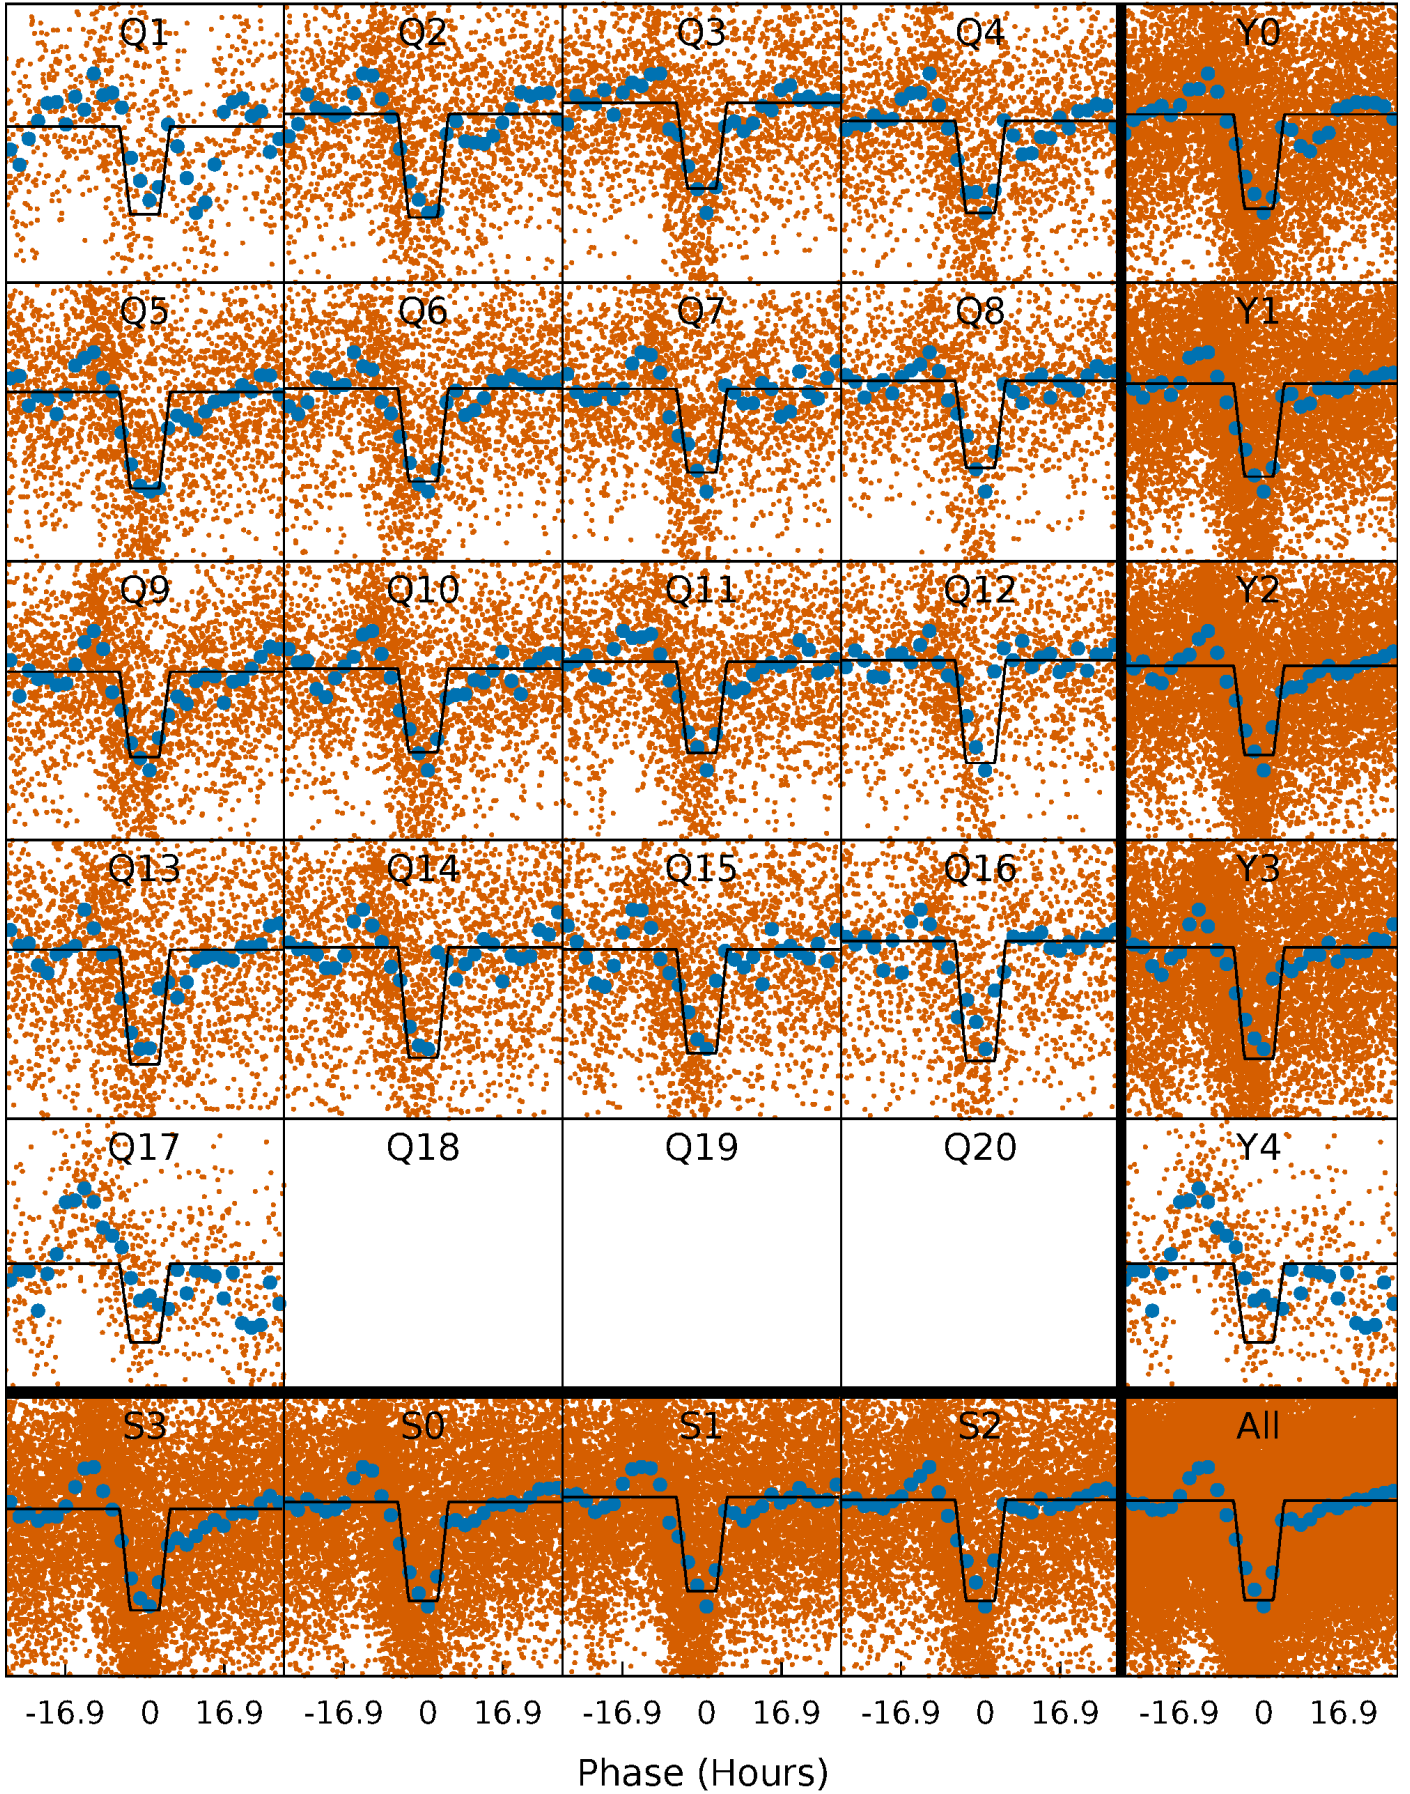 Q1 Q2 Q3 Q4 Y0
Q5 Q6 Q7 Q8 Y1
Q9 Q10 Q11 Q12 Y2
Q13 Q14 Q15 Q16 Y3
Q17 Q18 Q19 Q20 Y4
S3 S0 S1 S2 All
-16.9 0 16.9 -16.9 0 16.9 -16.9 0 16.9 -16.9 0 16.9 -16.9 0 16.9
Phase (Hours)